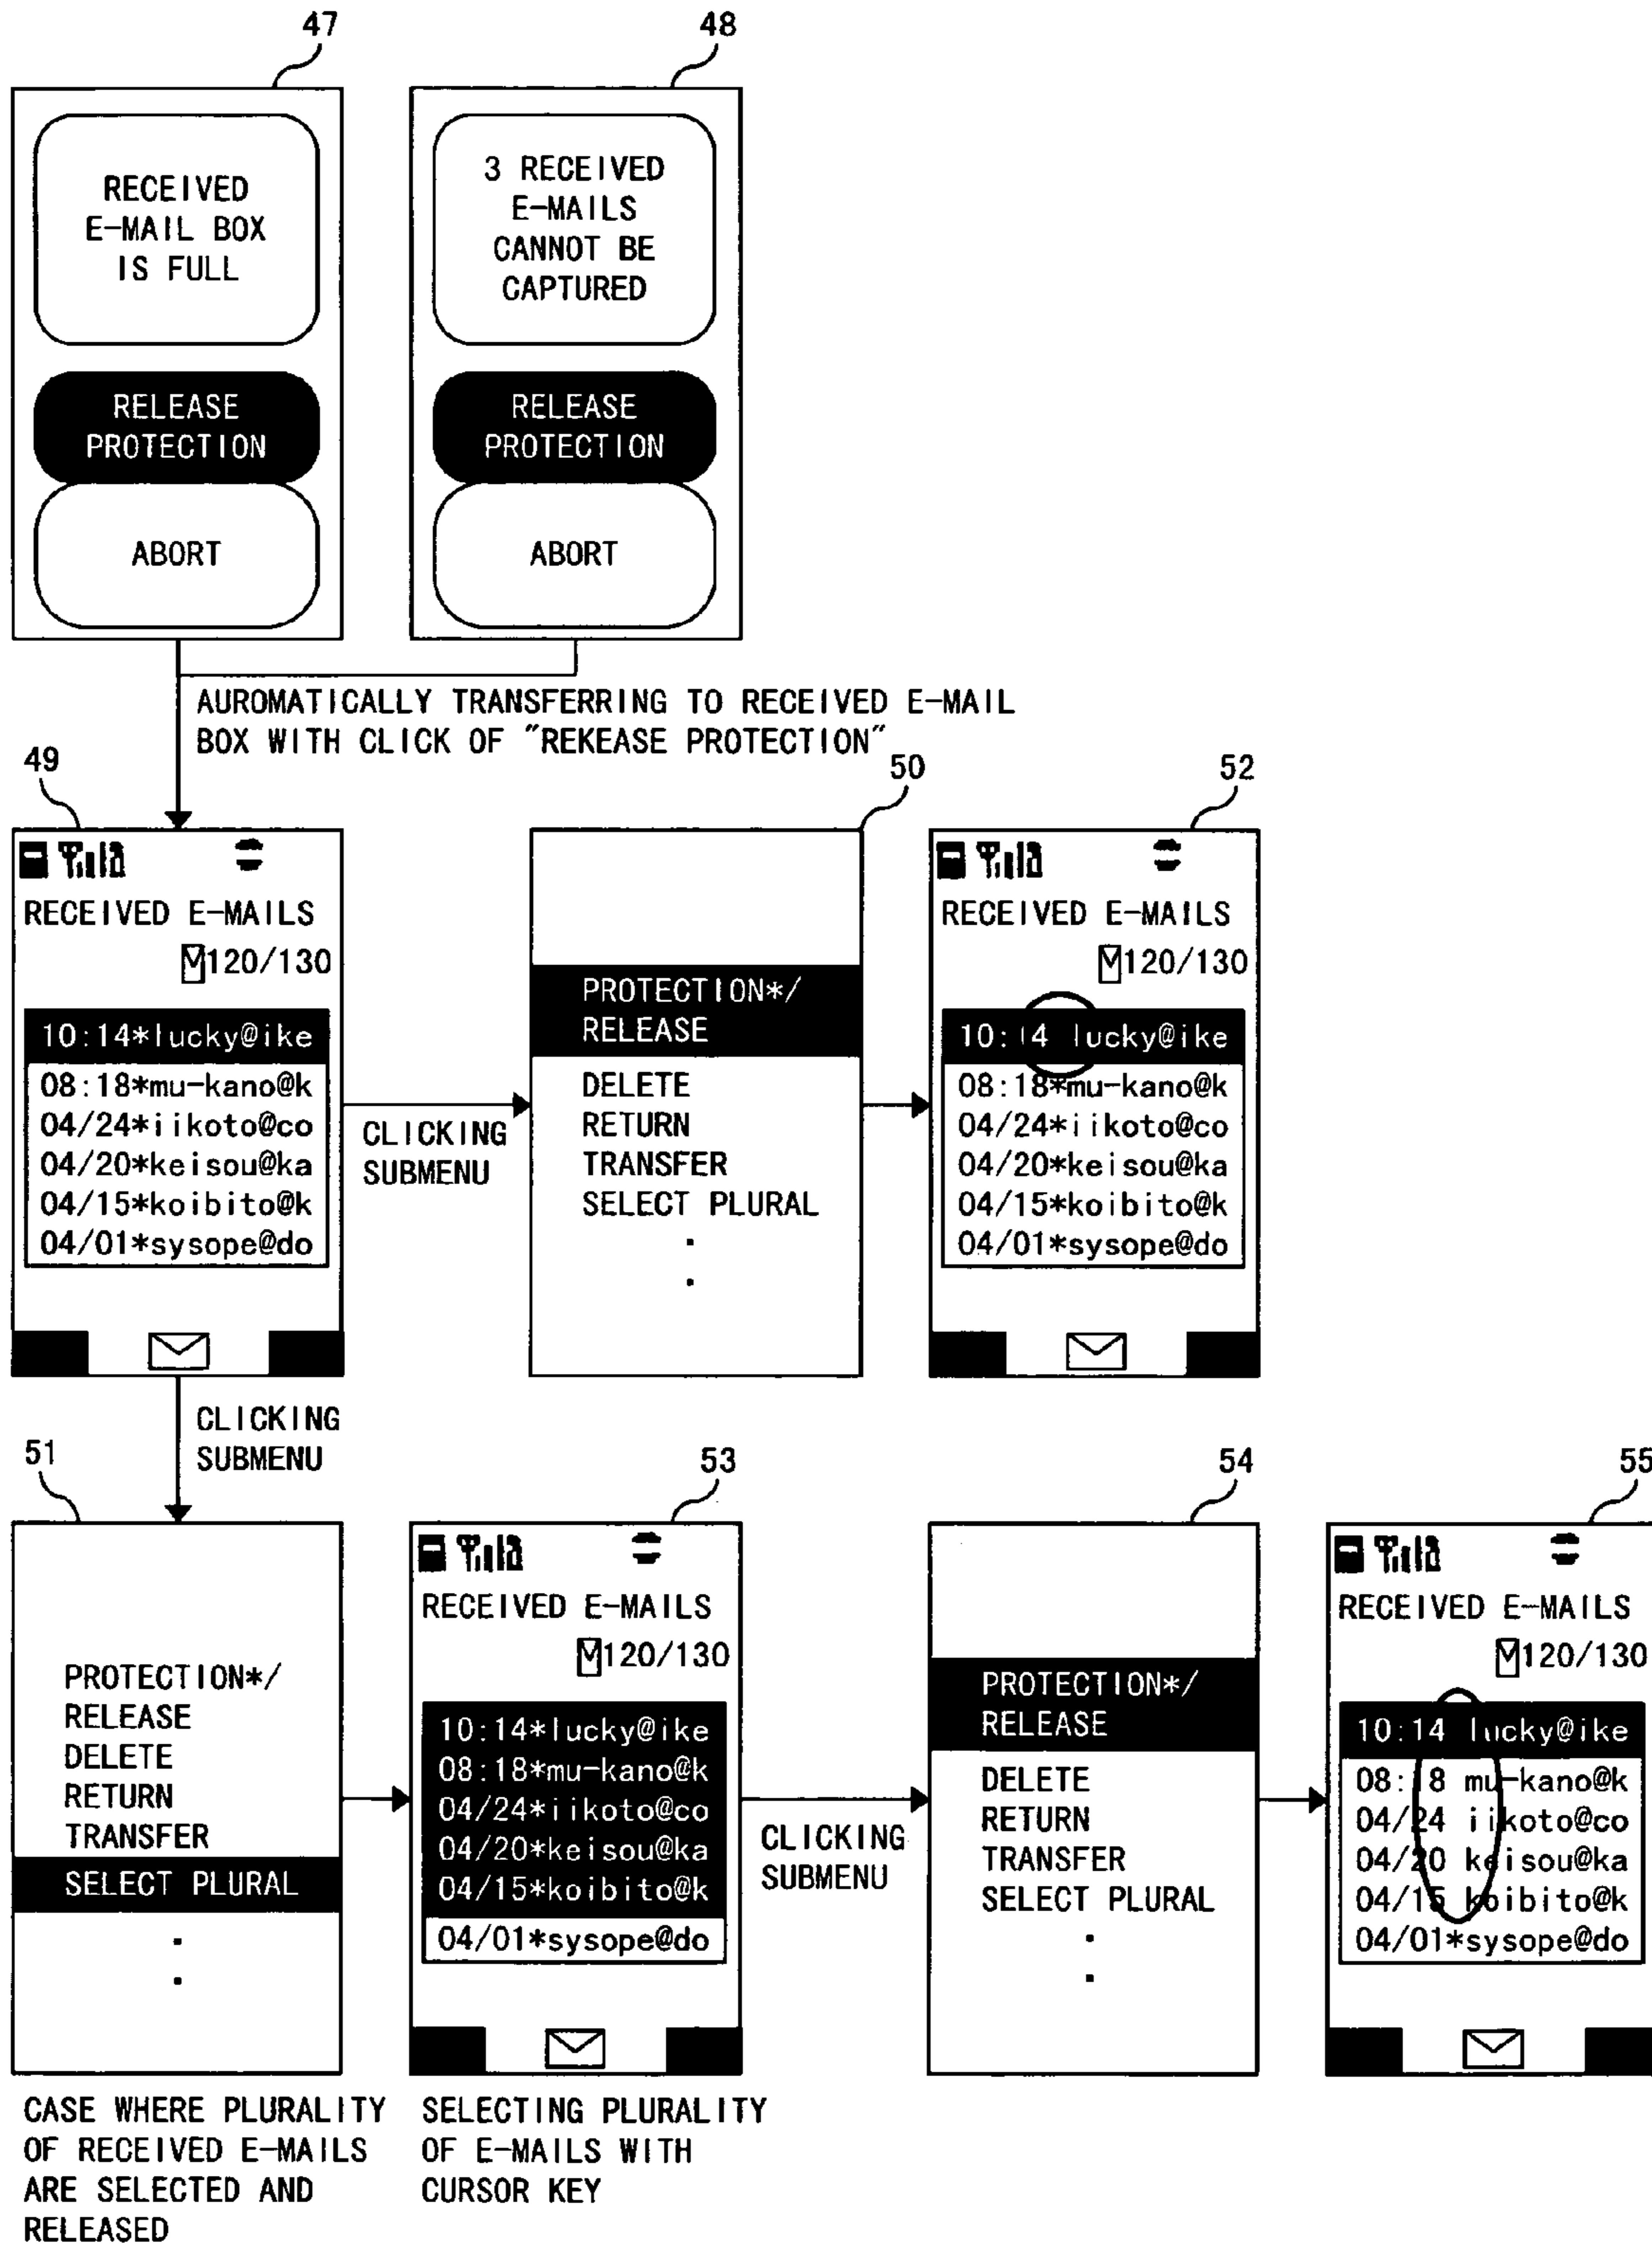 47
48
RECEIVED
E-MAIL BOX
IS FULL
RELEASE
PROTECTION
ABORT
3 RECEIVED
E-MAILS
CANNOT BE
CAPTURED
RELEASE
PROTECTION
ABORT
AUROMATICALLY TRANSFERRING TO RECEIVED E-MAIL
BOX WITH CLICK OF "REKEASE PROTECTION"
49
RECEIVED E-MAILS
120/130
10:14*lucky@ike
08:18*mu-kano@k
04/24*iikoto@co
04/20*keisou@ka
04/15*koibito@k
04/01*sysope@do
CLICKING
SUBMENU
50
PROTECTION*/
RELEASE
DELETE
RETURN
TRANSFER
SELECT PLURAL
.
.
52
RECEIVED E-MAILS
120/130
10:14 lucky@ike
08:18*mu-kano@k
04/24*iikoto@co
04/20*keisou@ka
04/15*koibito@k
04/01*sysope@do
CLICKING
SUBMENU
51
PROTECTION*/
RELEASE
DELETE
RETURN
TRANSFER
SELECT PLURAL
.
.
CASE WHERE PLURALITY
OF RECEIVED E-MAILS
ARE SELECTED AND
RELEASED
53
RECEIVED E-MAILS
120/130
10:14*lucky@ike
08:18*mu-kano@k
04/24*iikoto@co
04/20*keisou@ka
04/15*koibito@k
04/01*sysope@do
SELECTING PLURALITY
OF E-MAILS WITH
CURSOR KEY
CLICKING
SUBMENU
54
PROTECTION*/
RELEASE
DELETE
RETURN
TRANSFER
SELECT PLURAL
.
.
55
RECEIVED E-MAILS
120/130
10:14 lucky@ike
08:18 mu-kano@k
04/24 iikoto@co
04/20 keisou@ka
04/15 koibito@k
04/01*sysope@do